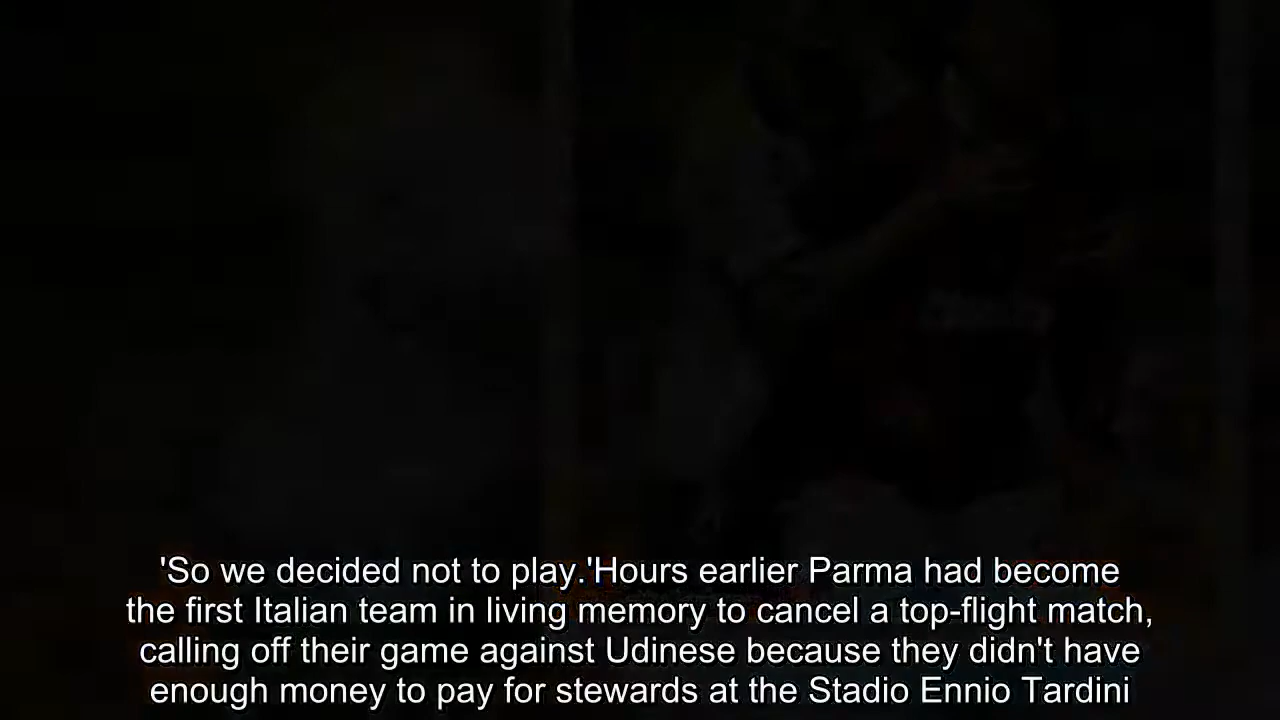 'So we decided not to play.'Hours earlier Parma had become
the first Italian team in living memory to cancel a top-flight match,
calling off their game against Udinese because they didn't have
enough money to pay for stewards at the Stadio Ennio Tardini